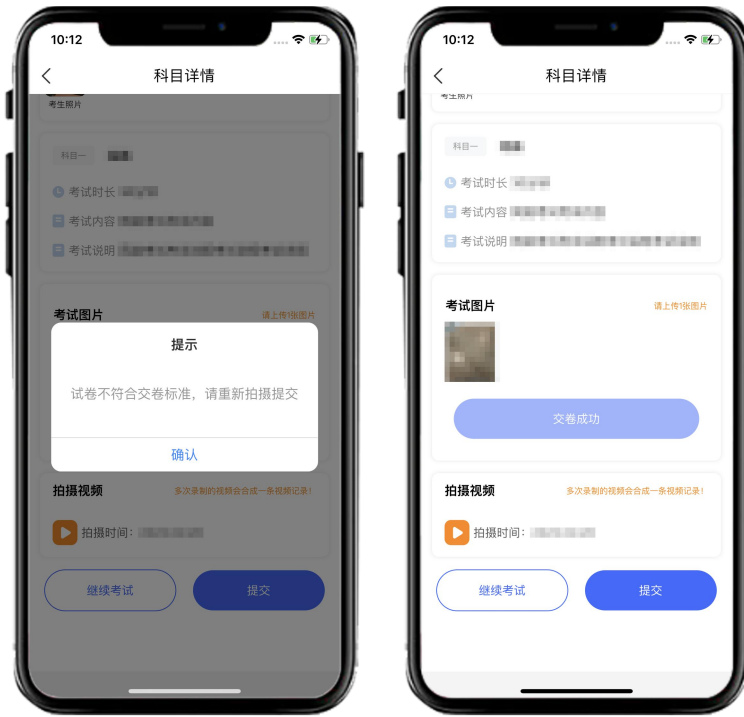 10:12
科目详情
考生照片
科目一
考试时长
考试内容
考试说明
考试图片
请上传1张图片
提示
试卷不符合交卷标准，请重新拍摄提交
确认
拍摄视频
多次录制的视频会合成一条视频记录!
拍摄时间:
继续考试
提交
10:12
科目详情
考生照片
科目一
考试时长
考试内容
考试说明
考试图片
请上传1张图片
交卷成功
拍摄视频
多次录制的视频会合成一条视频记录!
拍摄时间:
继续考试
提交